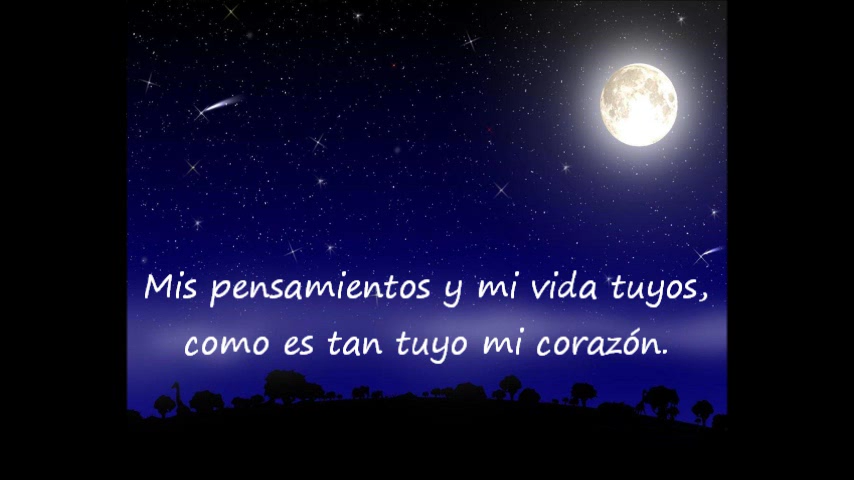 Mis pensamientos y mi vida tuyos,
como es tan tuyo mi corazón.